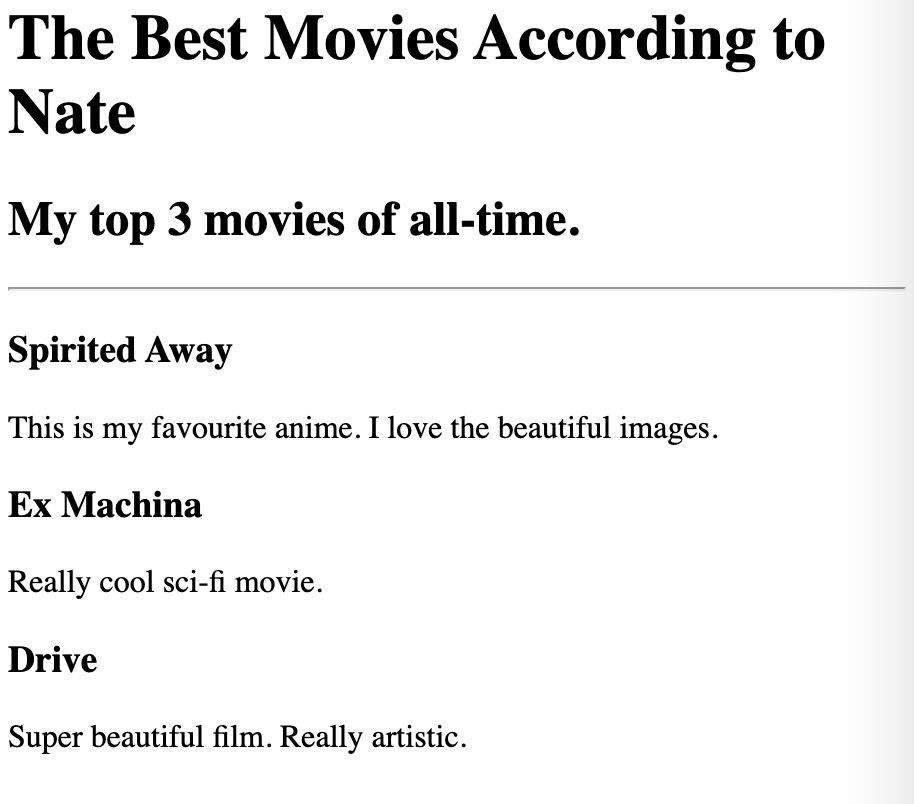 The Best Movies According to
Nate
My top 3 movies of all-time.
Spirited Away
This is my favourite anime. I love the beautiful images.
Ex Machina
Really cool sci-fi movie.
Drive
Super beautiful film. Really artistic.